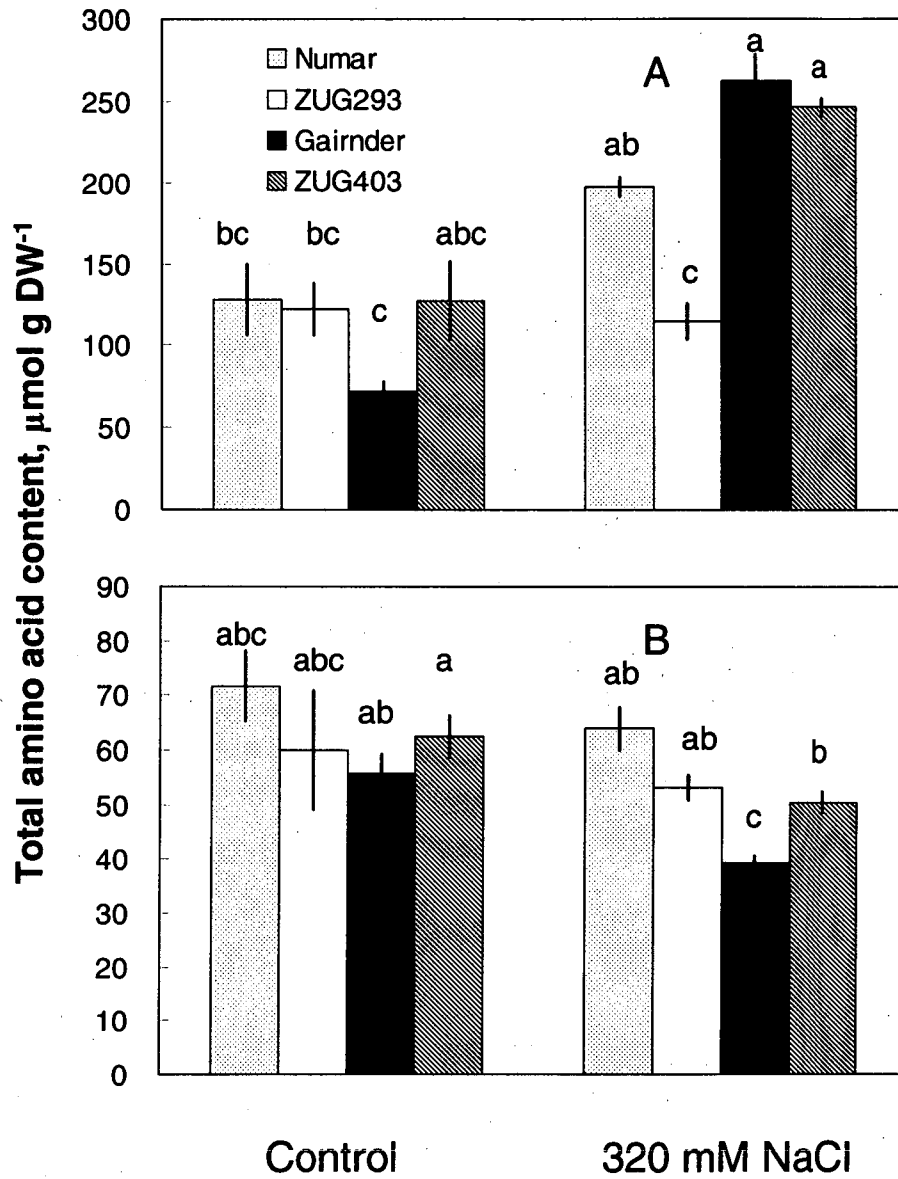 Total amino acid content, µmol g DW-1
300
250
200
150
100
50
0
Numar
ZUG293
Gairnder
ZUG403
A
bc
bc
c
abc
ab
c
a
a
90
80
70
60
50
40
30
20
10
0
B
abc
abc
ab
a
ab
ab
c
b
Control
320 mM NaCl